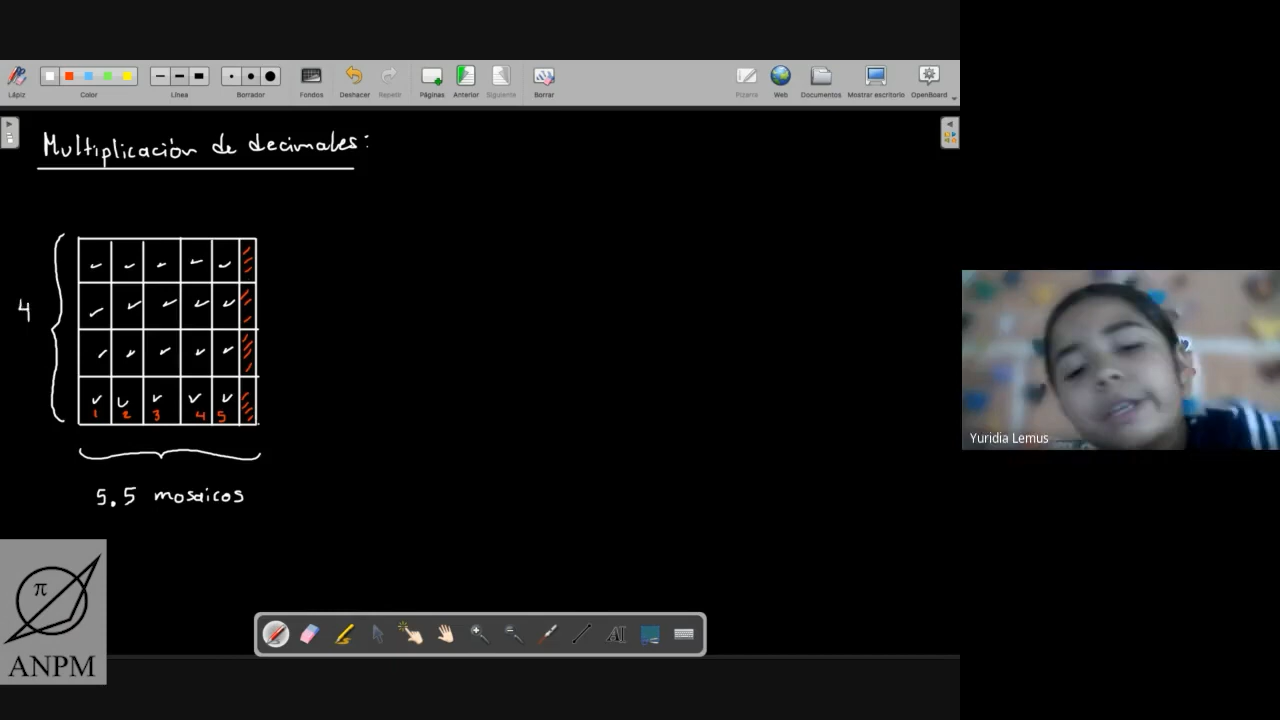 Lápiz Color Línea Borrador Fondos Deshacer Repetir Páginas Anterior Siguiente Borrar Pizarra Web Documentos Mostrar escritorio OpenBoard
Multiplicación de decimales:
4
1 2 3 4 5
5.5 mosaicos
Yuridia Lemus
π
ANPM
AI